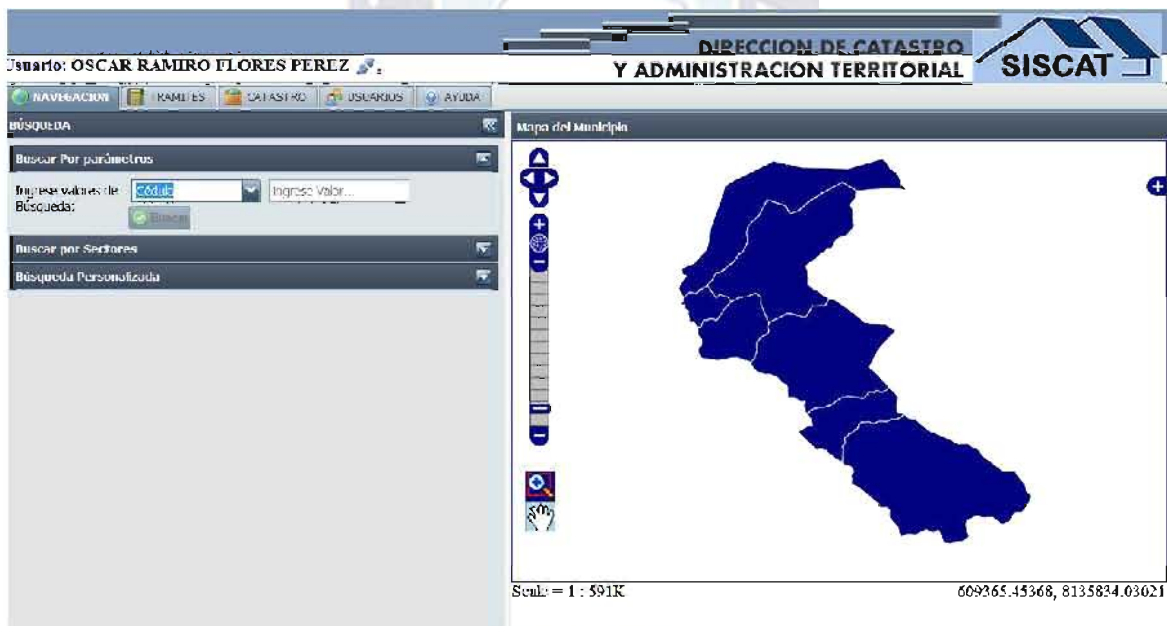 DIRECCION DE CATASTRO
Y ADMINISTRACION TERRITORIAL
SISCAT
Usuario: OSCAR RAMIRO FLORES PEREZ
NAVEGACION TRAMITES CATASTRO USUARIOS AYUDA
BÚSQUEDA
Buscar Por parámetros
Ingrese valores de Búsqueda:
Cédula
Ingrese Valor...
Buscar
Buscar por Sectores
Búsqueda Personalizada
Mapa del Municipio
Scale = 1 : 591K
609365.45368, 8135834.03021